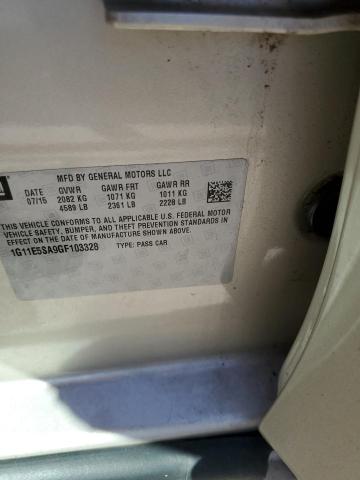 MFD BY GENERAL MOTORS LLC
DATE GVWR GAWR FRT GAWR RR
07/15 2082 KG 1071 KG 1011 KG
4589 LB 2361 LB 2228 LB
THIS VEHICLE CONFORMS TO ALL APPLICABLE U.S. FEDERAL MOTOR
VEHICLE SAFETY, BUMPER, AND THEFT PREVENTION STANDARDS
IN EFFECT ON THE DATE OF MANUFACTURE SHOWN ABOVE.
1G11E5SA9GF103328 TYPE: PASS CAR